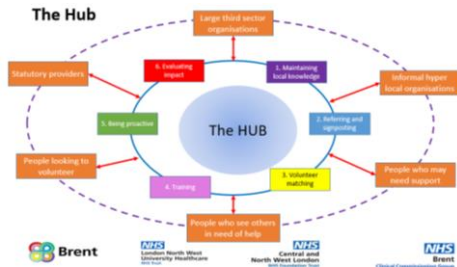 The Hub
Large third sector
organisations
Statutory providers
6. Evaluating
impact
1. Maintaining
local knowledge
Informal hyper
local organisations
5. Being proactive
The HUB
2. Referring and
signposting
People looking to
volunteer
4. Training
3. Volunteer
matching
People who may
need support
People who see others
in need of help
Brent
NHS
London North West
University Healthcare
NHS Trust
NHS
Central and
North West London
NHS Foundation Trust
NHS
Brent
Clinical Commissioning Group